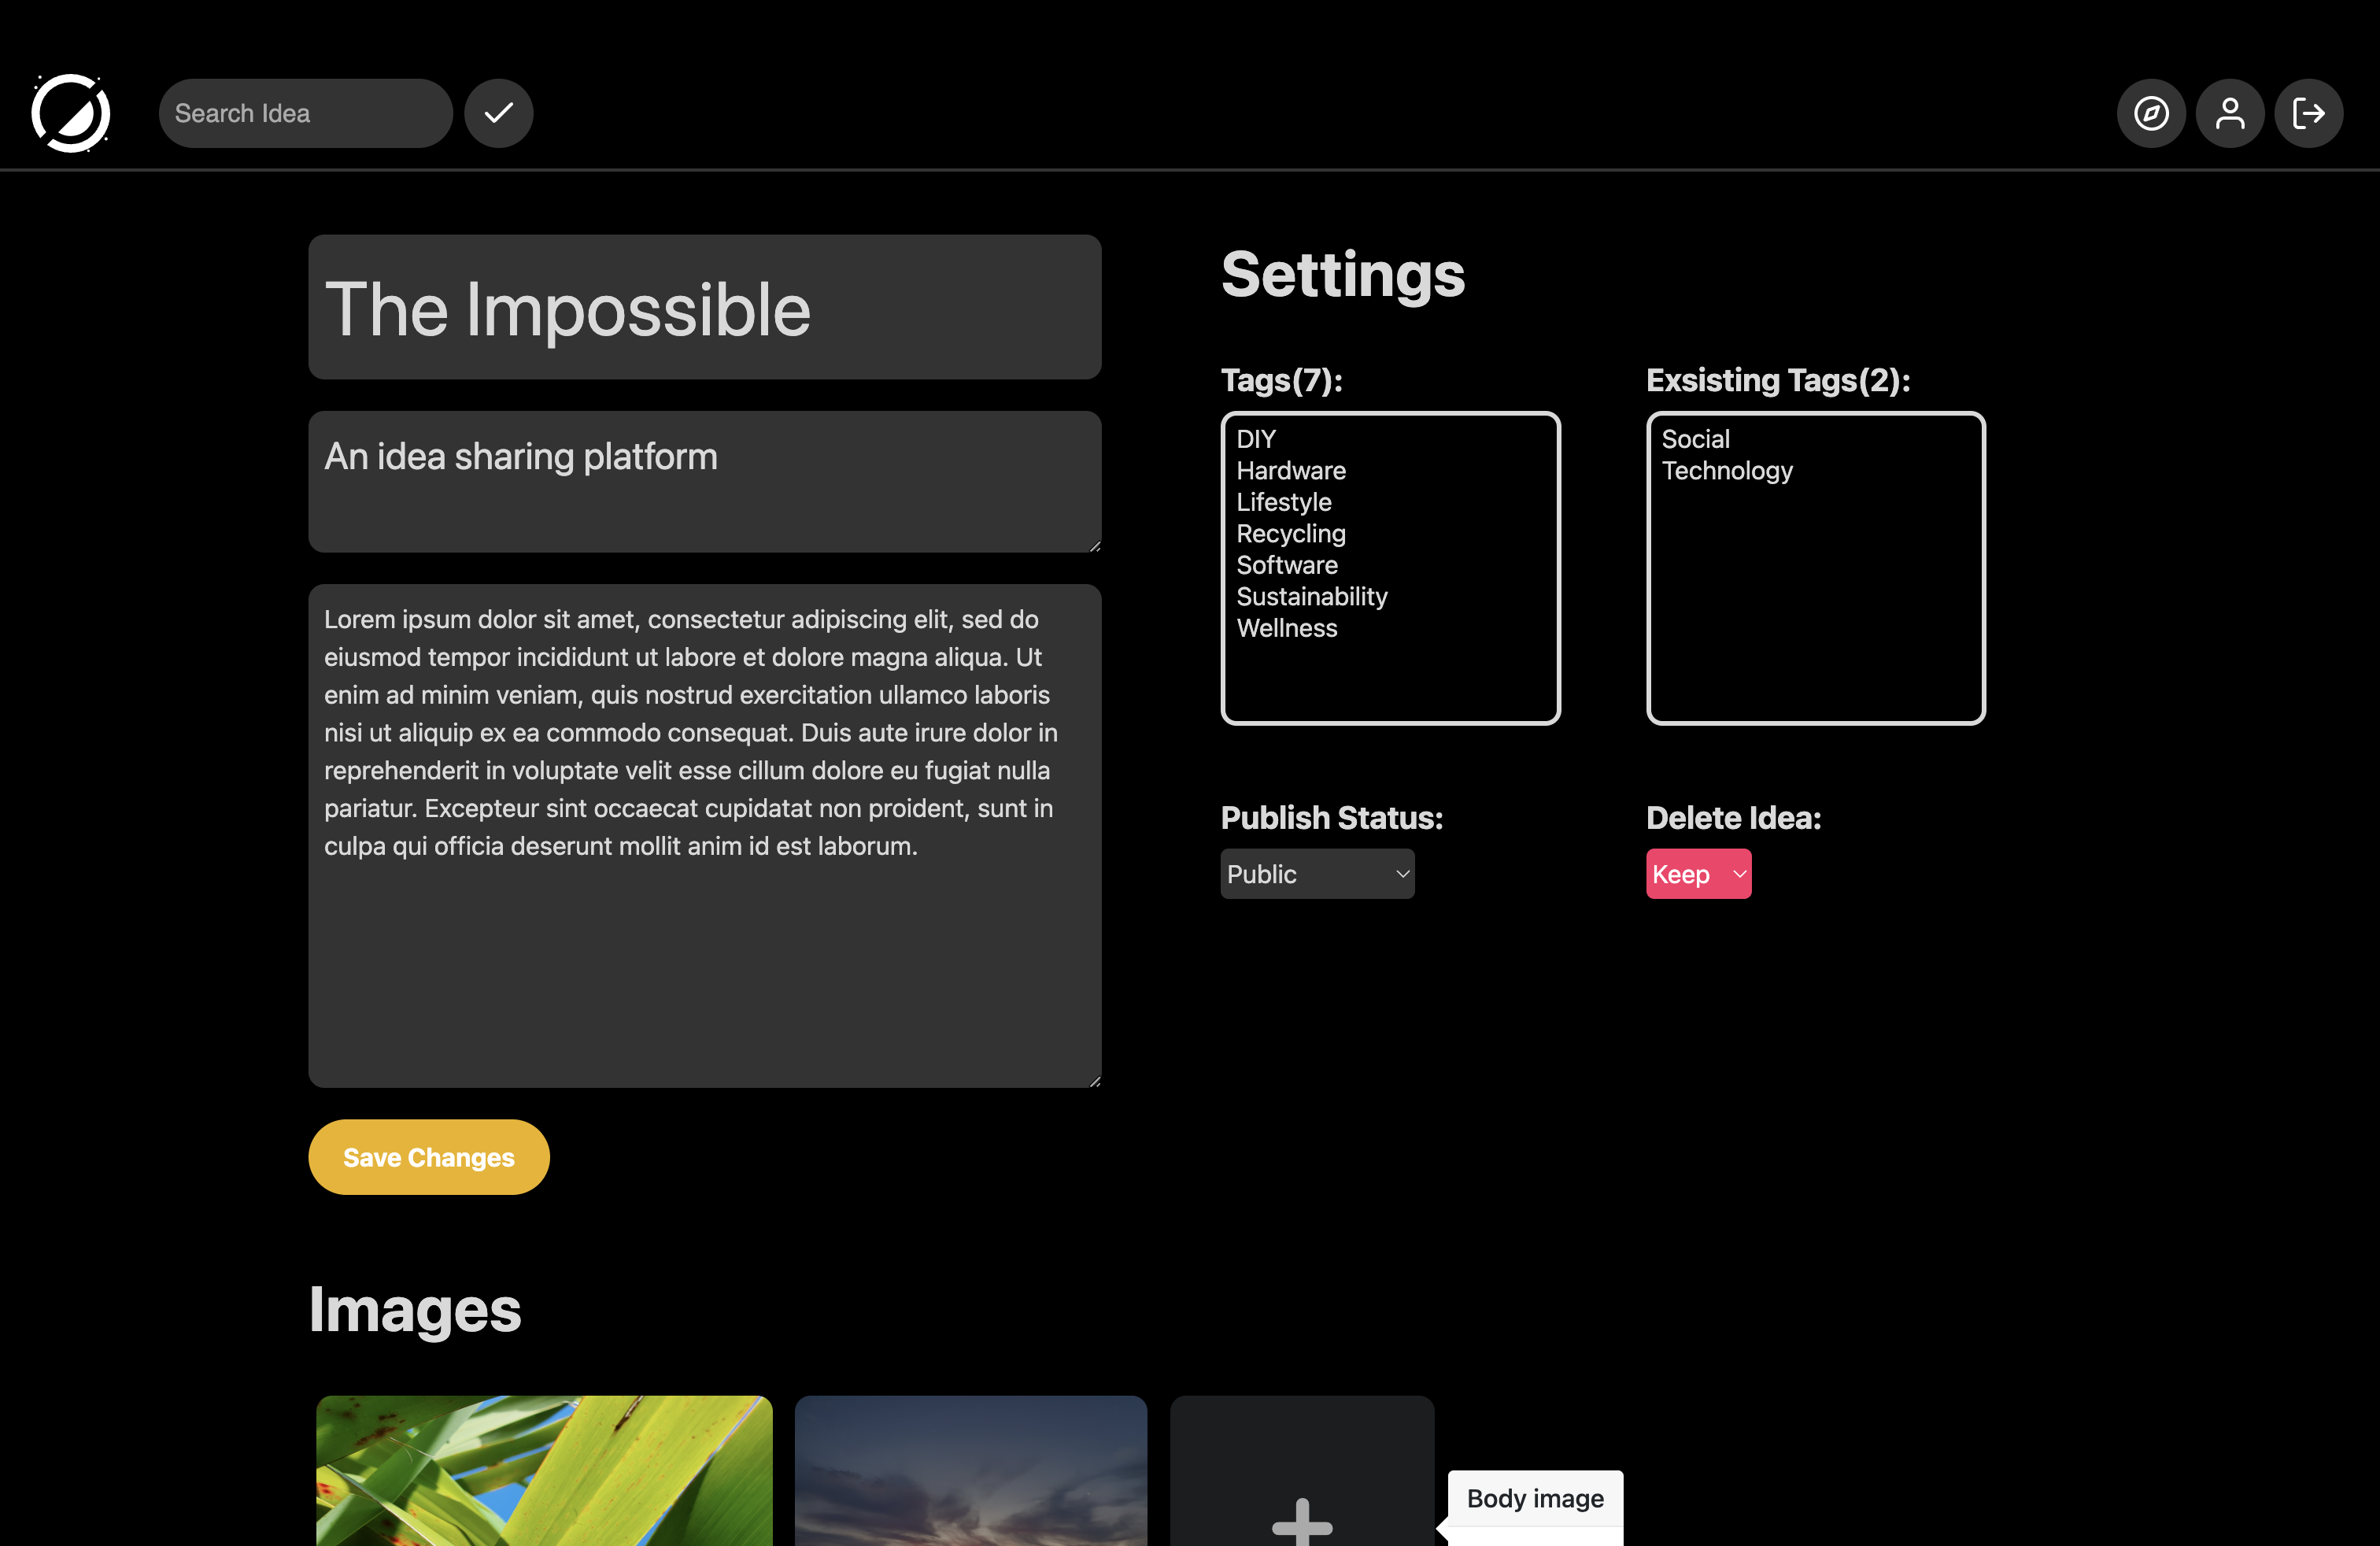 Search Idea
The Impossible
An idea sharing platform
Lorem ipsum dolor sit amet, consectetur adipiscing elit, sed do
eiusmod tempor incididunt ut labore et dolore magna aliqua. Ut
enim ad minim veniam, quis nostrud exercitation ullamco laboris
nisi ut aliquip ex ea commodo consequat. Duis aute irure dolor in
reprehenderit in voluptate velit esse cillum dolore eu fugiat nulla
pariatur. Excepteur sint occaecat cupidatat non proident, sunt in
culpa qui officia deserunt mollit anim id est laborum.
Save Changes
Settings
Tags(7):
DIY
Hardware
Lifestyle
Recycling
Software
Sustainability
Wellness
Exsisting Tags(2):
Social
Technology
Publish Status:
Public
Delete Idea:
Keep
Images
Body image